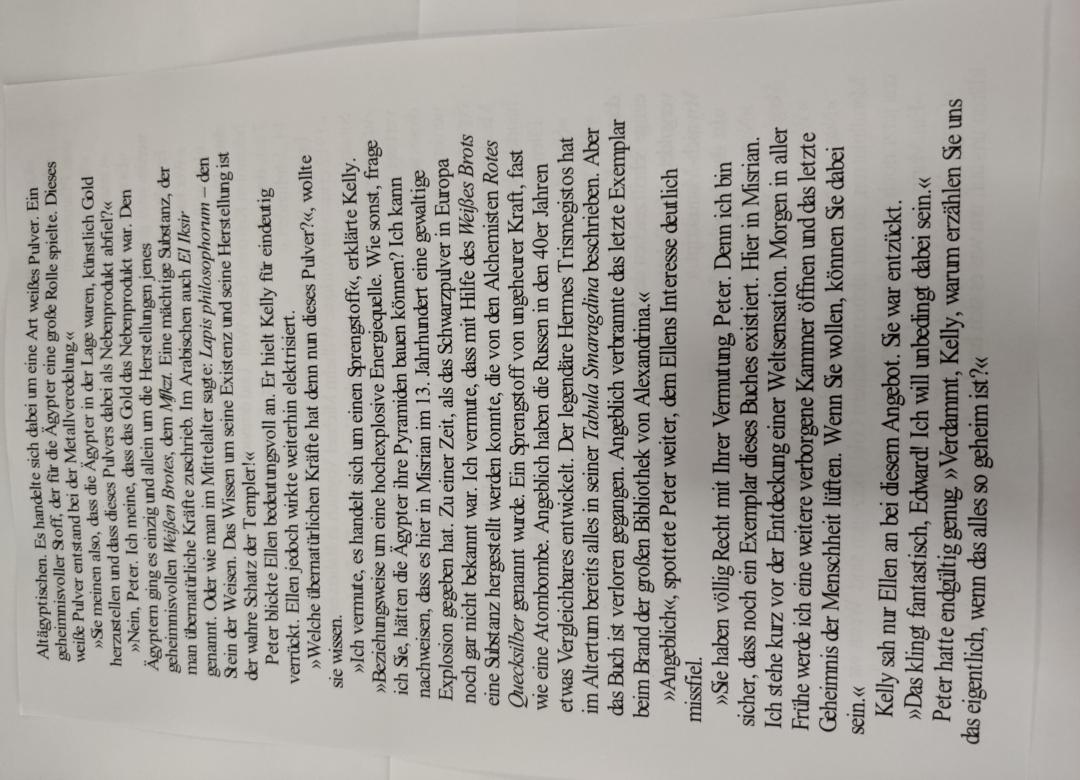 Altägyptischen. Es handelte sich dabei um eine Art weißes Pulver. Ein
geheimnisvoller Stoff, der für die Ägypter eine große Rolle spielte. Dieses
weiße Pulver entstand bei der Metallveredelung.«
»Sie meinen also, dass die Ägypter in der Lage waren, künstlich Gold
herzustellen und dass dieses Pulvers dabei als Nebenprodukt abfiel?«
»Nein, Peter. Ich meine, dass das Gold das Nebenprodukt war. Den
Ägyptern ging es einzig und allein um die Herstellungen jenes
geheimnisvollen Weißen Brotes, dem Mfkzt. Eine mächtige Substanz, der
man übernatürliche Kräfte zuschrieb. Im Arabischen auch El Iksir
genannt. Oder wie man im Mittelalter sagte: Lapis philosophorum – den
Stein der Weisen. Das Wissen um seine Existenz und seine Herstellung ist
der wahre Schatz der Templer!«
Peter blickte Ellen bedeutungsvoll an. Er hielt Kelly für eindeutig
verrückt. Ellen jedoch wirkte weiterhin elektrisiert.
»Welche übernatürlichen Kräfte hat denn nun dieses Pulver?«, wollte
sie wissen.
»Ich vermute, es handelt sich um einen Sprengstoff«, erklärte Kelly.
»Beziehungsweise um eine hochexplosive Energiequelle. Wie sonst, frage
ich Sie, hätten die Ägypter ihre Pyramiden bauen können? Ich kann
nachweisen, dass es hier in Misrian im 13. Jahrhundert eine gewaltige
Explosion gegeben hat. Zu einer Zeit, als das Schwarzpulver in Europa
noch gar nicht bekannt war. Ich vermute, dass mit Hilfe des Weißes Brots
eine Substanz hergestellt werden konnte, die von den Alchemisten Rotes
Quecksilber genannt wurde. Ein Sprengstoff von ungeheurer Kraft, fast
wie eine Atombombe. Angeblich haben die Russen in den 40er Jahren
etwas Vergleichbares entwickelt. Der legendäre Hermes Trismegistos hat
im Altertum bereits alles in seiner Tabula Smaragdina beschrieben. Aber
das Buch ist verloren gegangen. Angeblich verbrannte das letzte Exemplar
beim Brand der großen Bibliothek von Alexandrina.«
»Angeblich«, spottete Peter weiter, dem Ellens Interesse deutlich
missfiel.
»Sie haben völlig Recht mit Ihrer Vermutung, Peter. Denn ich bin
sicher, dass noch ein Exemplar dieses Buches existiert. Hier in Misrian.
Ich stehe kurz vor der Entdeckung einer Weltsensation. Morgen in aller
Frühe werde ich eine weitere verborgene Kammer öffnen und das letzte
Geheimnis der Menschheit lüften. Wenn Sie wollen, können Sie dabei
sein.«
Kelly sah nur Ellen an bei diesem Angebot. Sie war entzückt.
»Das klingt fantastisch, Edward! Ich will unbedingt dabei sein.«
Peter hatte endgültig genug. »Verdammt, Kelly, warum erzählen Sie uns
das eigentlich, wenn das alles so geheim ist?«